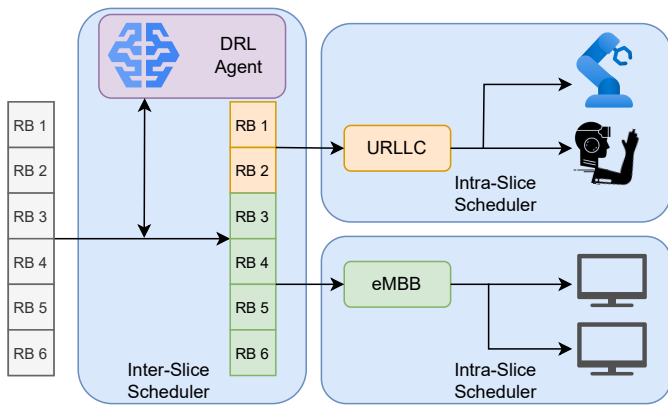 DRL
Agent
RB 1
RB 2
RB 3
RB 4
RB 5
RB 6
RB 1
RB 2
RB 3
RB 4
RB 5
RB 6
Inter-Slice
Scheduler
URLLC
Intra-Slice
Scheduler
eMBB
Intra-Slice
Scheduler